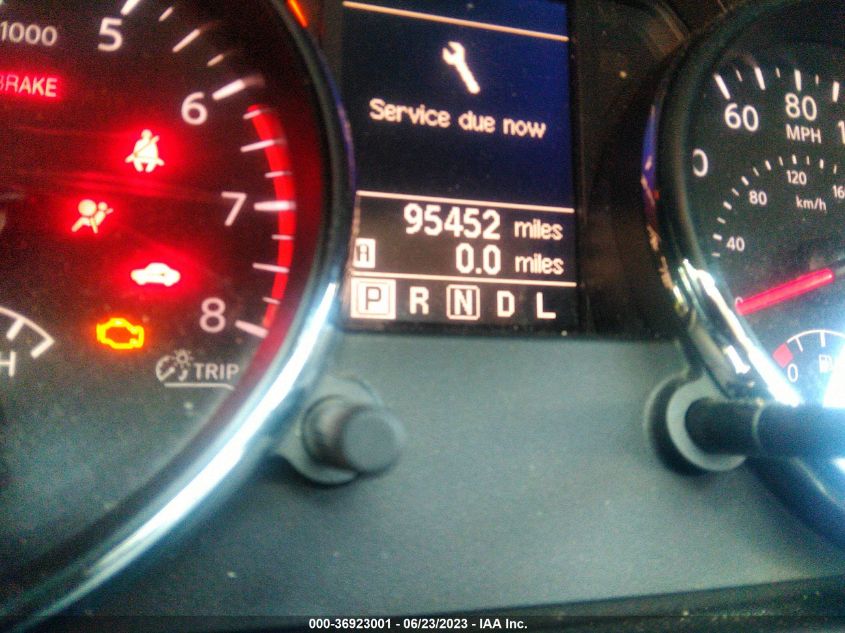 1000
5
BRAKE
6
7
8
H
TRIP
Service due now
95452 miles
A 0.0 miles
P R N D L
60
80
MPH
120
80
160
km/h
40
0
000-36923001 - 06/23/2023 - IAA Inc.